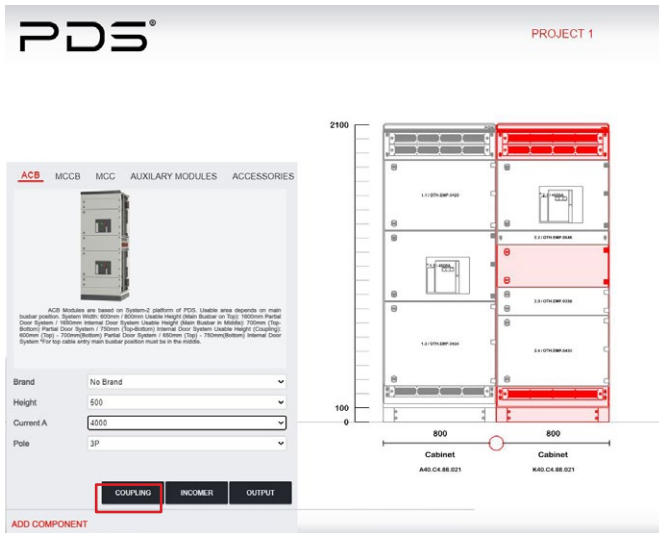 PDS®
PROJECT 1
2100
ACB MCCB MCC AUXILARY MODULES ACCESSORIES
ACB Modules are based on System-2 platform of PDS. Usable area depends on main
busbar position. System Width: 600mm / 800mm Usable Height (Main Busbar on Top): 1600mm Partial
Door System / 1650mm Internal Door System Usable Height (Main Busbar in Middle): 700mm (Top-
Bottom) Partial Door System / 750mm (Top-Bottom) Internal Door System Usable Height (Coupling):
600mm (Top) - 700mm(Bottom) Partial Door System / 650mm (Top) - 750mm(Bottom) Internal Door
System *For top cable entry main busbar position must be in the middle.
Brand No Brand
Height 500
Current A 4000
Pole 3P
COUPLING INCOMER OUTPUT
ADD COMPONENT
100
0
800 800
Cabinet Cabinet
A40.C4.88.021 K40.C4.88.021